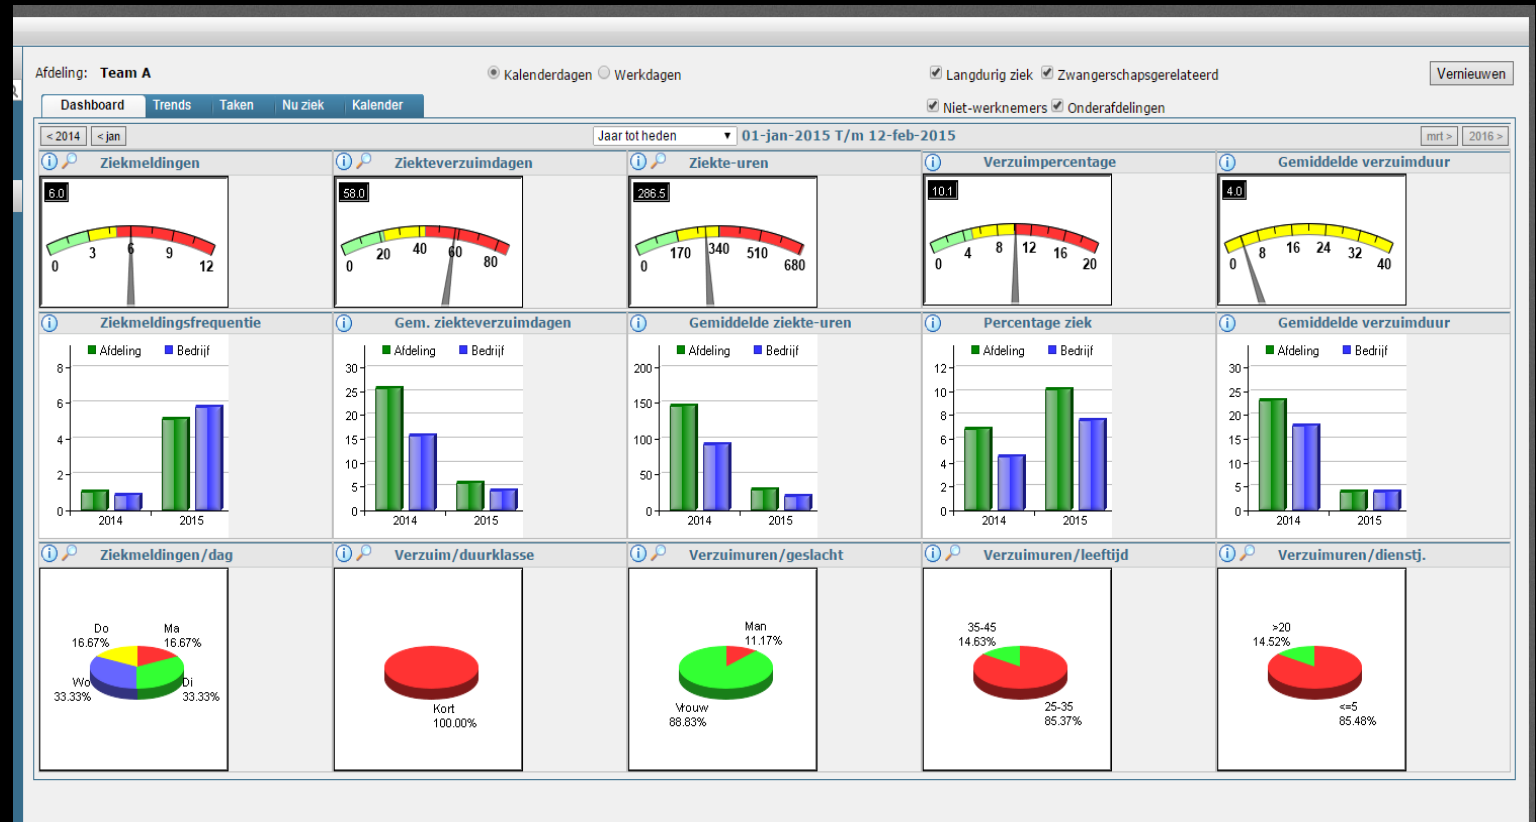 Afdeling: Team A
Kalenderdagen Werkdagen
Langdurig ziek Zwangerschapsgerelateerd
Vernieuwen
Dashboard Trends Taken Nu ziek Kalender
Niet-werknemers Onderafdelingen
< 2014 < jan Jaar tot heden 01-jan-2015 T/m 12-feb-2015 mrt > 2016 >
Ziekmeldingen Ziekteverzuimdagen Ziekte-uren Verzuimpercentage Gemiddelde verzuimduur
6.0
0 3 6 9 12
58.0
0 20 40 60 80
286.5
0 170 340 510 680
10.1
0 4 8 12 16 20
4.0
0 8 16 24 32 40
Ziekmeldingsfrequentie Gem. ziekteverzuimdagen Gemiddelde ziekte-uren Percentage ziek Gemiddelde verzuimduur
Afdeling Bedrijf
8
6
4
2
0
2014 2015
Afdeling Bedrijf
30
25
20
15
10
5
0
2014 2015
Afdeling Bedrijf
200
150
100
50
0
2014 2015
Afdeling Bedrijf
12
10
8
6
4
2
0
2014 2015
Afdeling Bedrijf
30
25
20
15
10
5
0
2014 2015
Ziekmeldingen/dag Verzuim/duurklasse Verzuimuren/geslacht Verzuimuren/leeftijd Verzuimuren/dienstj.
Do Ma
16.67% 16.67%
Wo Di
33.33% 33.33%
Kort
100.00%
Man
11.17%
Vrouw
88.83%
35-45
14.63%
25-35
85.37%
>20
14.52%
<=5
85.48%